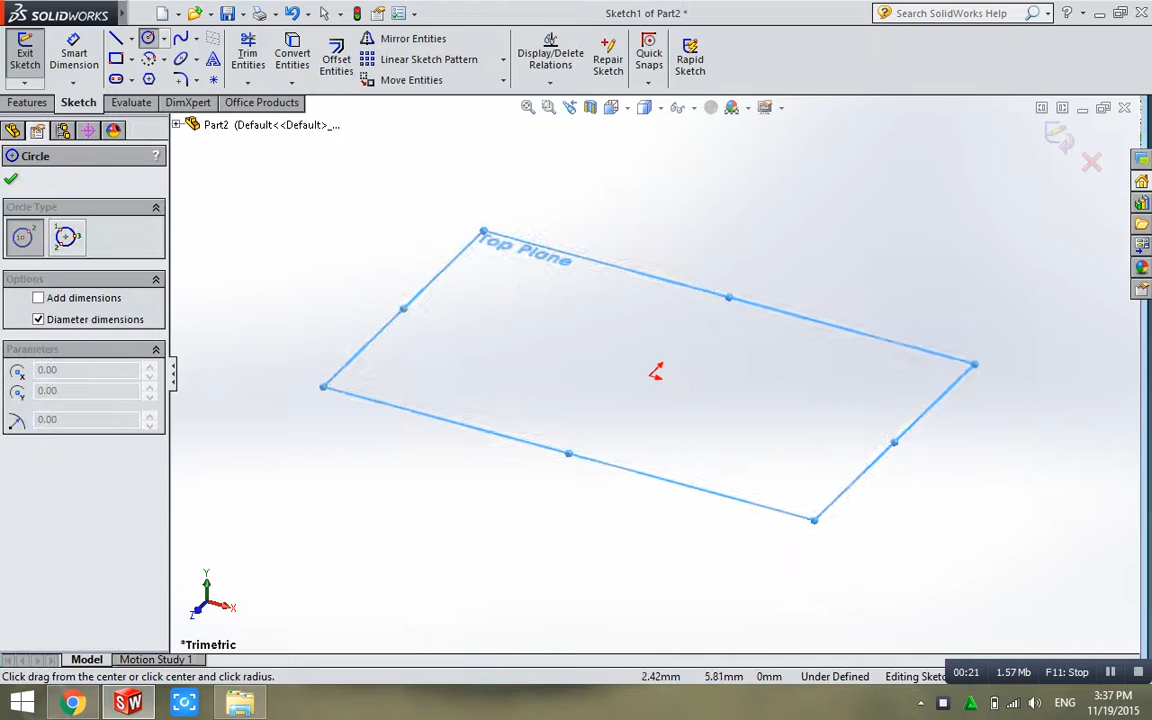 SOLIDWORKS
Sketch1 of Part2 *
Search SolidWorks Help
Exit Sketch
Smart Dimension
Trim Entities
Convert Entities
Offset Entities
Mirror Entities
Linear Sketch Pattern
Move Entities
Display/Delete Relations
Repair Sketch
Quick Snaps
Rapid Sketch
Features
Sketch
Evaluate
DimXpert
Office Products
Part2 (Default<<Default>_...
Circle
?
Circle Type
Options
Add dimensions
Diameter dimensions
Parameters
0.00
0.00
0.00
Top Plane
Y
X
Z
*Trimetric
Model
Motion Study 1
Click drag from the center or click center and radius.
2.42mm
5.81mm
0mm
Under Defined
Editing Sketc
00:21
1.57 Mb
F11: Stop
ENG
3:37 PM
11/19/2015